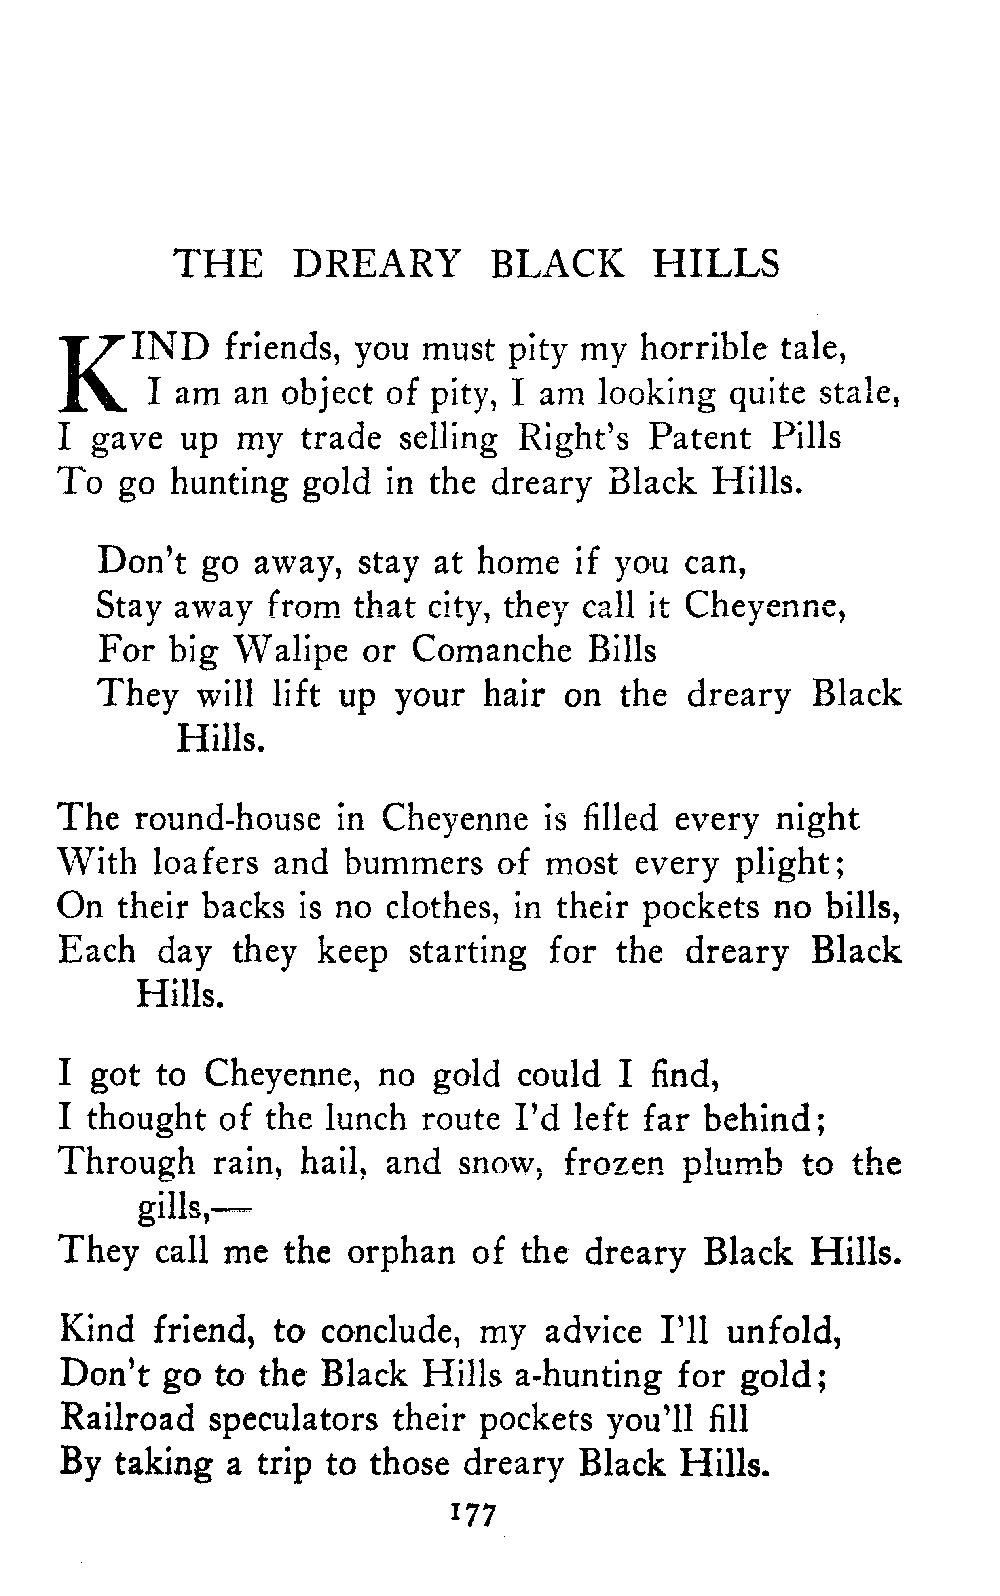 THE DREARY BLACK HILLS
KIND friends, you must pity my horrible tale,
I am an object of pity, I am looking quite stale,
I gave up my trade selling Right's Patent Pills
To go hunting gold in the dreary Black Hills.
Don't go away, stay at home if you can,
Stay away from that city, they call it Cheyenne,
For big Walipe or Comanche Bills
They will lift up your hair on the dreary Black
Hills.
The round-house in Cheyenne is filled every night
With loafers and bummers of most every plight;
On their backs is no clothes, in their pockets no bills,
Each day they keep starting for the dreary Black
Hills.
I got to Cheyenne, no gold could I find,
I thought of the lunch route I'd left far behind;
Through rain, hail, and snow, frozen plumb to the
gills,—
They call me the orphan of the dreary Black Hills.
Kind friend, to conclude, my advice I'll unfold,
Don't go to the Black Hills a-hunting for gold;
Railroad speculators their pockets you'll fill
By taking a trip to those dreary Black Hills.
177